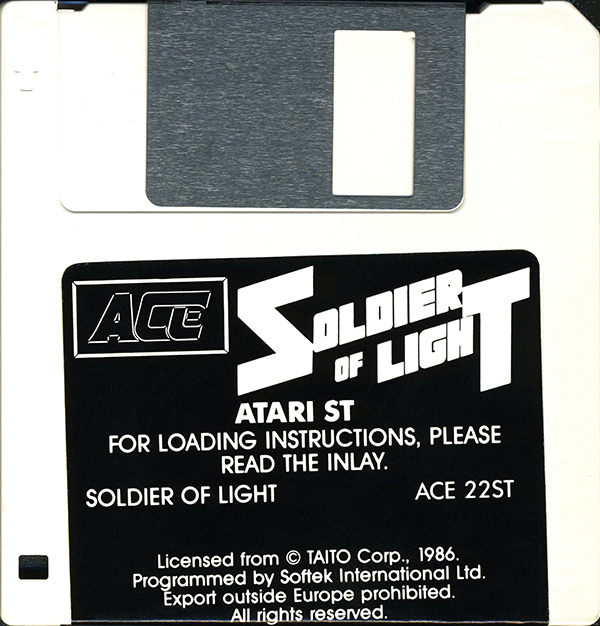 ACE
SOLDIER
OF LIGHT
ATARI ST
FOR LOADING INSTRUCTIONS, PLEASE
READ THE INLAY.
SOLDIER OF LIGHT ACE 22ST
Licensed from © TAITO Corp., 1986.
Programmed by Softek International Ltd.
Export outside Europe prohibited.
All rights reserved.